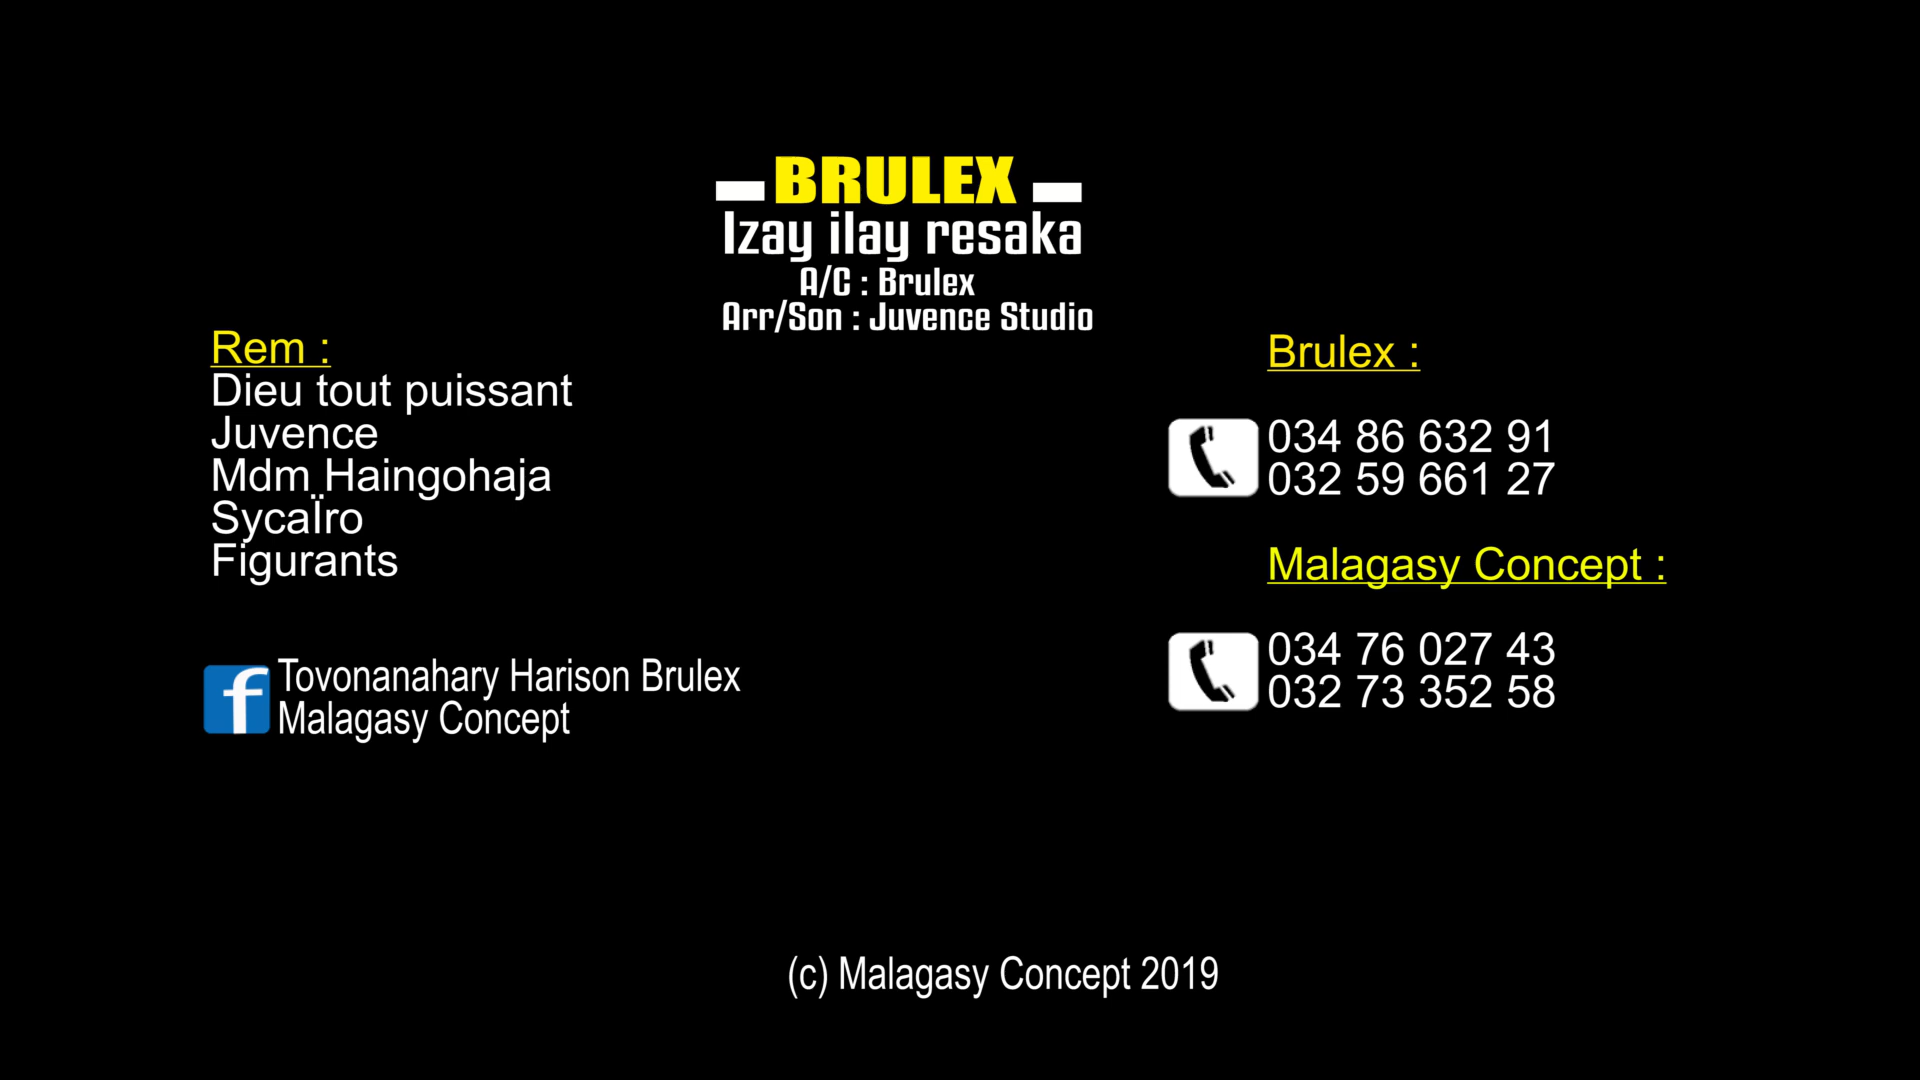 BRULEX
Izay ilay resaka
A/C : Brulex
Arr/Son : Juvence Studio
Rem :
Dieu tout puissant
Juvence
Mdm Haingohaja
SycaÏro
Figurants
f Tovonanahary Harison Brulex
Malagasy Concept
Brulex :
034 86 632 91
032 59 661 27
Malagasy Concept :
034 76 027 43
032 73 352 58
(c) Malagasy Concept 2019